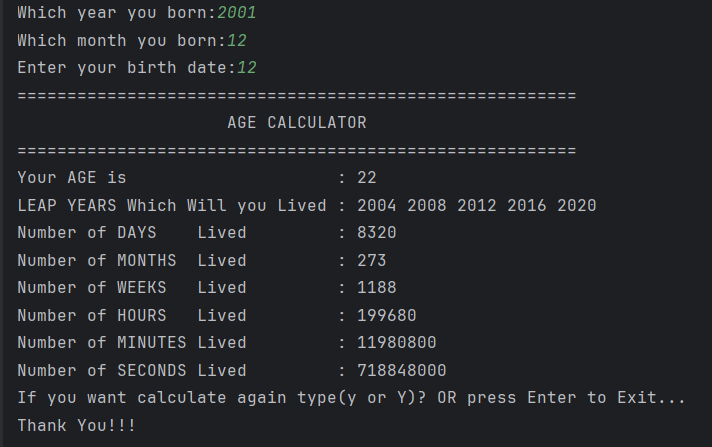 Which year you born:2001
Which month you born:12
Enter your birth date:12
========================================================
AGE CALCULATOR
========================================================
Your AGE is                     : 22
LEAP YEARS Which Will you Lived : 2004 2008 2012 2016 2020
Number of DAYS    Lived         : 8320
Number of MONTHS  Lived         : 273
Number of WEEKS   Lived         : 1188
Number of HOURS   Lived         : 199680
Number of MINUTES Lived         : 11980800
Number of SECONDS Lived         : 718848000
If you want calculate again type(y or Y)? OR press Enter to Exit...
Thank You!!!